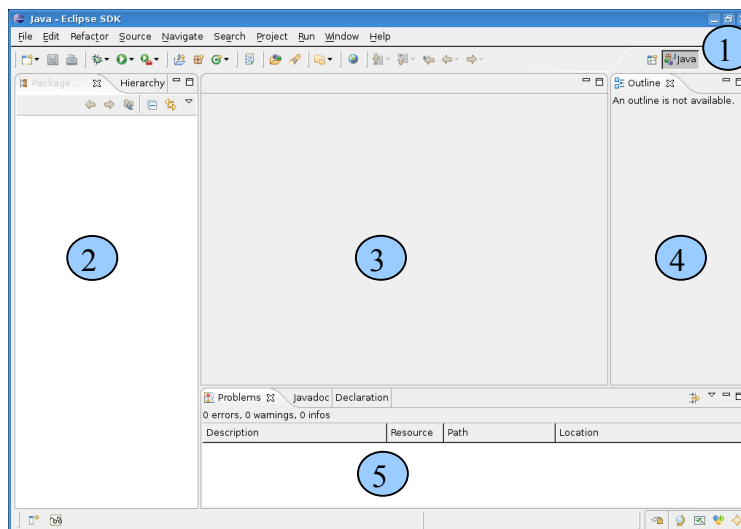 Java - Eclipse SDK
File Edit Refactor Source Navigate Search Project Run Window Help
1
Java
Package ... Hierarchy
Outline
An outline is not available.
2
3
4
Problems Javadoc Declaration
0 errors, 0 warnings, 0 infos
Description Resource Path Location
5